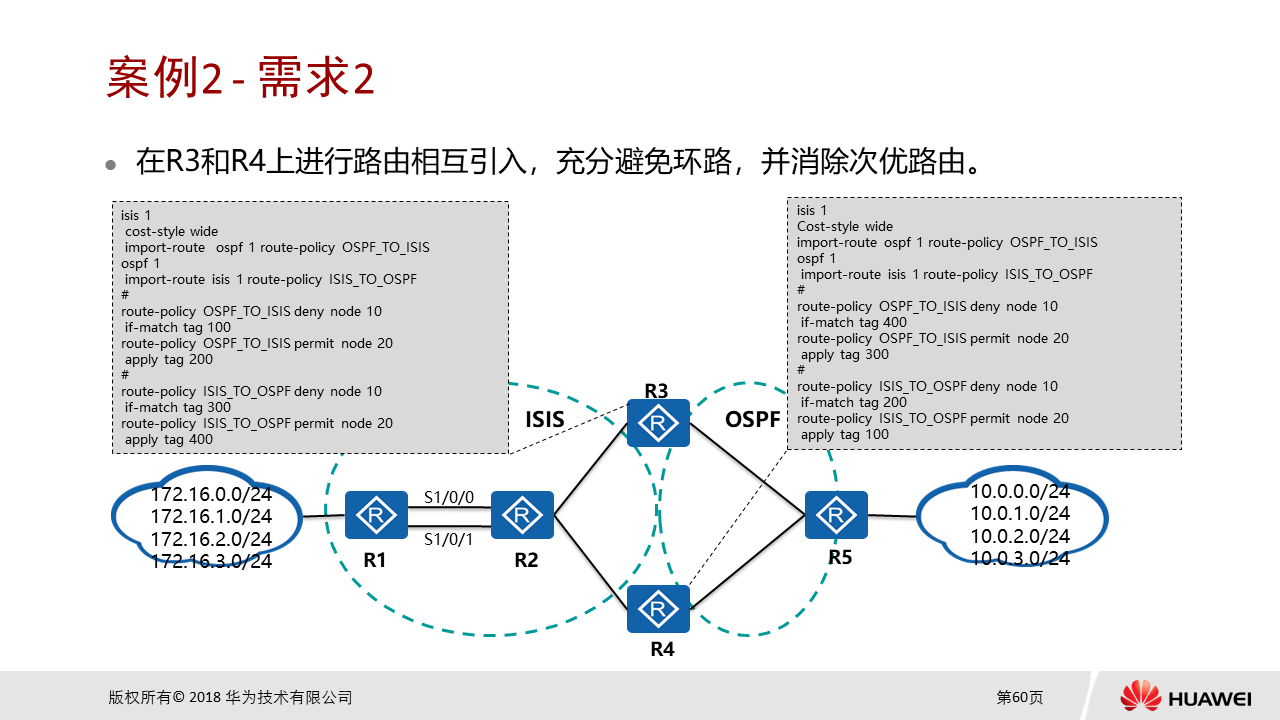 案例2 - 需求2
在R3和R4上进行路由相互引入，充分避免环路，并消除次优路由。
isis 1
cost-style wide
import-route ospf 1 route-policy OSPF_TO_ISIS
ospf 1
import-route isis 1 route-policy ISIS_TO_OSPF
#
route-policy OSPF_TO_ISIS deny node 10
if-match tag 100
route-policy OSPF_TO_ISIS permit node 20
apply tag 200
#
route-policy ISIS_TO_OSPF deny node 10
if-match tag 300
route-policy ISIS_TO_OSPF permit node 20
apply tag 400
isis 1
Cost-style wide
import-route ospf 1 route-policy OSPF_TO_ISIS
ospf 1
import-route isis 1 route-policy ISIS_TO_OSPF
#
route-policy OSPF_TO_ISIS deny node 10
if-match tag 400
route-policy OSPF_TO_ISIS permit node 20
apply tag 300
#
route-policy ISIS_TO_OSPF deny node 10
if-match tag 200
route-policy ISIS_TO_OSPF permit node 20
apply tag 100
R3
ISIS
OSPF
172.16.0.0/24
172.16.1.0/24
172.16.2.0/24
172.16.3.0/24
R
R
R
R
R
S1/0/0
S1/0/1
R1
R2
R5
R4
10.0.0.0/24
10.0.1.0/24
10.0.2.0/24
10.0.3.0/24
版权所有© 2018 华为技术有限公司
第60页
HUAWEI